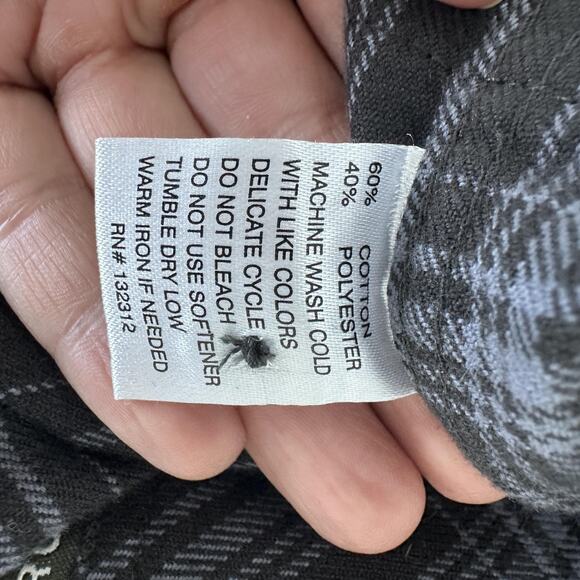 60% COTTON
40% POLYESTER
MACHINE WASH COLD
WITH LIKE COLORS
DELICATE CYCLE
DO NOT BLEACH
DO NOT USE SOFTENER
TUMBLE DRY LOW
WARM IRON IF NEEDED
RN# 132312